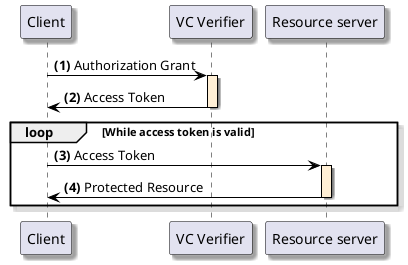 Client VC Verifier Resource server
(1) Authorization Grant
(2) Access Token
loop [While access token is valid]
(3) Access Token
(4) Protected Resource
Client VC Verifier Resource server